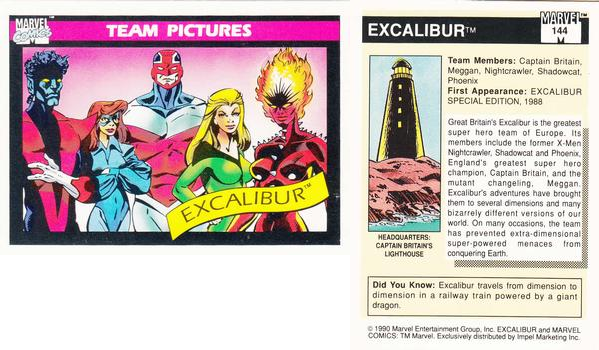 MARVEL
COMICS
TM
TEAM PICTURES
EXCALIBUR™
EXCALIBUR™
MARVEL™
144
Team Members: Captain Britain,
Meggan, Nightcrawler, Shadowcat,
Phoenix
First Appearance: EXCALIBUR
SPECIAL EDITION, 1988
Great Britain's Excalibur is the greatest
super hero team of Europe. Its
members include the former X-Men
Nightcrawler, Shadowcat and Phoenix,
England's greatest super hero
champion, Captain Britain, and the
mutant changeling, Meggan.
Excalibur's adventures have brought
them to several dimensions and many
bizarrely different versions of our
world. On many occasions, the team
has prevented extra-dimensional
super-powered menaces from
conquering Earth.
HEADQUARTERS:
CAPTAIN BRITAIN'S
LIGHTHOUSE
Did You Know: Excalibur travels from dimension to
dimension in a railway train powered by a giant
dragon.
© 1990 Marvel Entertainment Group, Inc. EXCALIBUR and MARVEL
COMICS: TM Marvel. Exclusively distributed by Impel Marketing Inc.